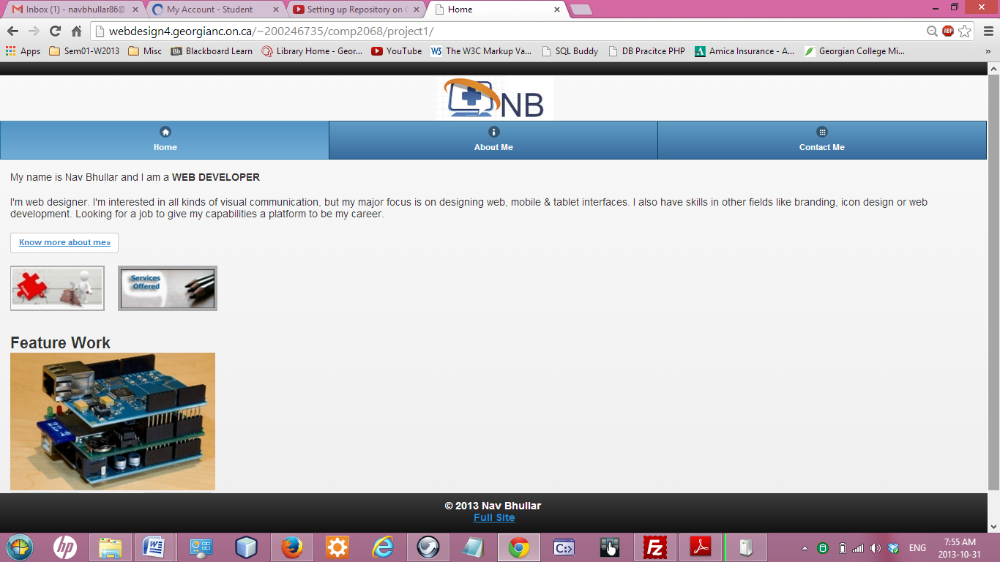 Inbox (1) - navbhullar86@
My Account - Student
Setting up Repository on
Home
webdesign4.georgianc.on.ca/~200246735/comp2068/project1/
ABP
Apps
Sem01-W2013
Misc
Bb Blackboard Learn
Library Home - Geor...
YouTube
W3 The W3C Markup Va...
SQL Buddy
DB Pracitce PHP
Amica Insurance - A...
Georgian College Mi...
»
NB
Home
About Me
Contact Me
My name is Nav Bhullar and I am a WEB DEVELOPER
I'm web designer. I'm interested in all kinds of visual communication, but my major focus is on designing web, mobile & tablet interfaces. I also have skills in other fields like branding, icon design or web
development. Looking for a job to give my capabilities a platform to be my career.
Know more about me»
Services
Offered
Feature Work
© 2013 Nav Bhullar
Full Site
hp
W
C:\>
Fz
ENG
7:55 AM
2013-10-31